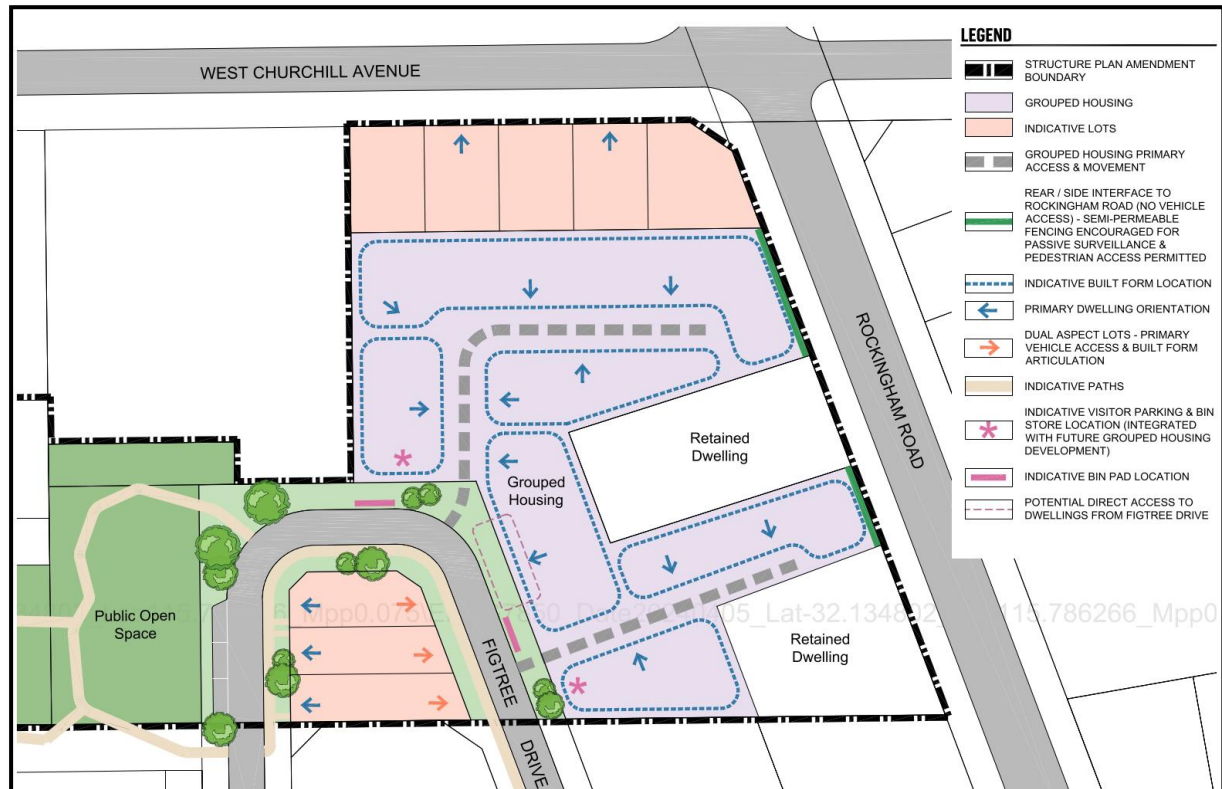 WEST CHURCHILL AVENUE
ROCKINGHAM ROAD
Retained
Dwelling
Grouped
Housing
Public Open
Space
Retained
Dwelling
FIGTREE
DRIVE
LEGEND
STRUCTURE PLAN AMENDMENT
BOUNDARY
GROUPED HOUSING
INDICATIVE LOTS
GROUPED HOUSING PRIMARY
ACCESS & MOVEMENT
REAR / SIDE INTERFACE TO
ROCKINGHAM ROAD (NO VEHICLE
ACCESS) - SEMI-PERMEABLE
FENCING ENCOURAGED FOR
PASSIVE SURVEILLANCE &
PEDESTRIAN ACCESS PERMITTED
INDICATIVE BUILT FORM LOCATION
PRIMARY DWELLING ORIENTATION
DUAL ASPECT LOTS - PRIMARY
VEHICLE ACCESS & BUILT FORM
ARTICULATION
INDICATIVE PATHS
INDICATIVE VISITOR PARKING & BIN
STORE LOCATION (INTEGRATED
WITH FUTURE GROUPED HOUSING
DEVELOPMENT)
INDICATIVE BIN PAD LOCATION
POTENTIAL DIRECT ACCESS TO
DWELLINGS FROM FIGTREE DRIVE